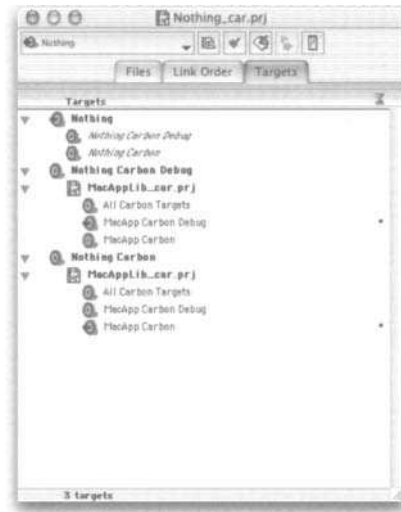 Nothing_car.prj
Nothing
Files Link Order Targets
Targets
Nothing
Nothing Carbon Debug
Nothing Carbon
Nothing Carbon Debug
MacAppLib_car.prj
All Carbon Targets
MacApp Carbon Debug
MacApp Carbon
Nothing Carbon
MacAppLib_car.prj
All Carbon Targets
MacApp Carbon Debug
MacApp Carbon
3 targets